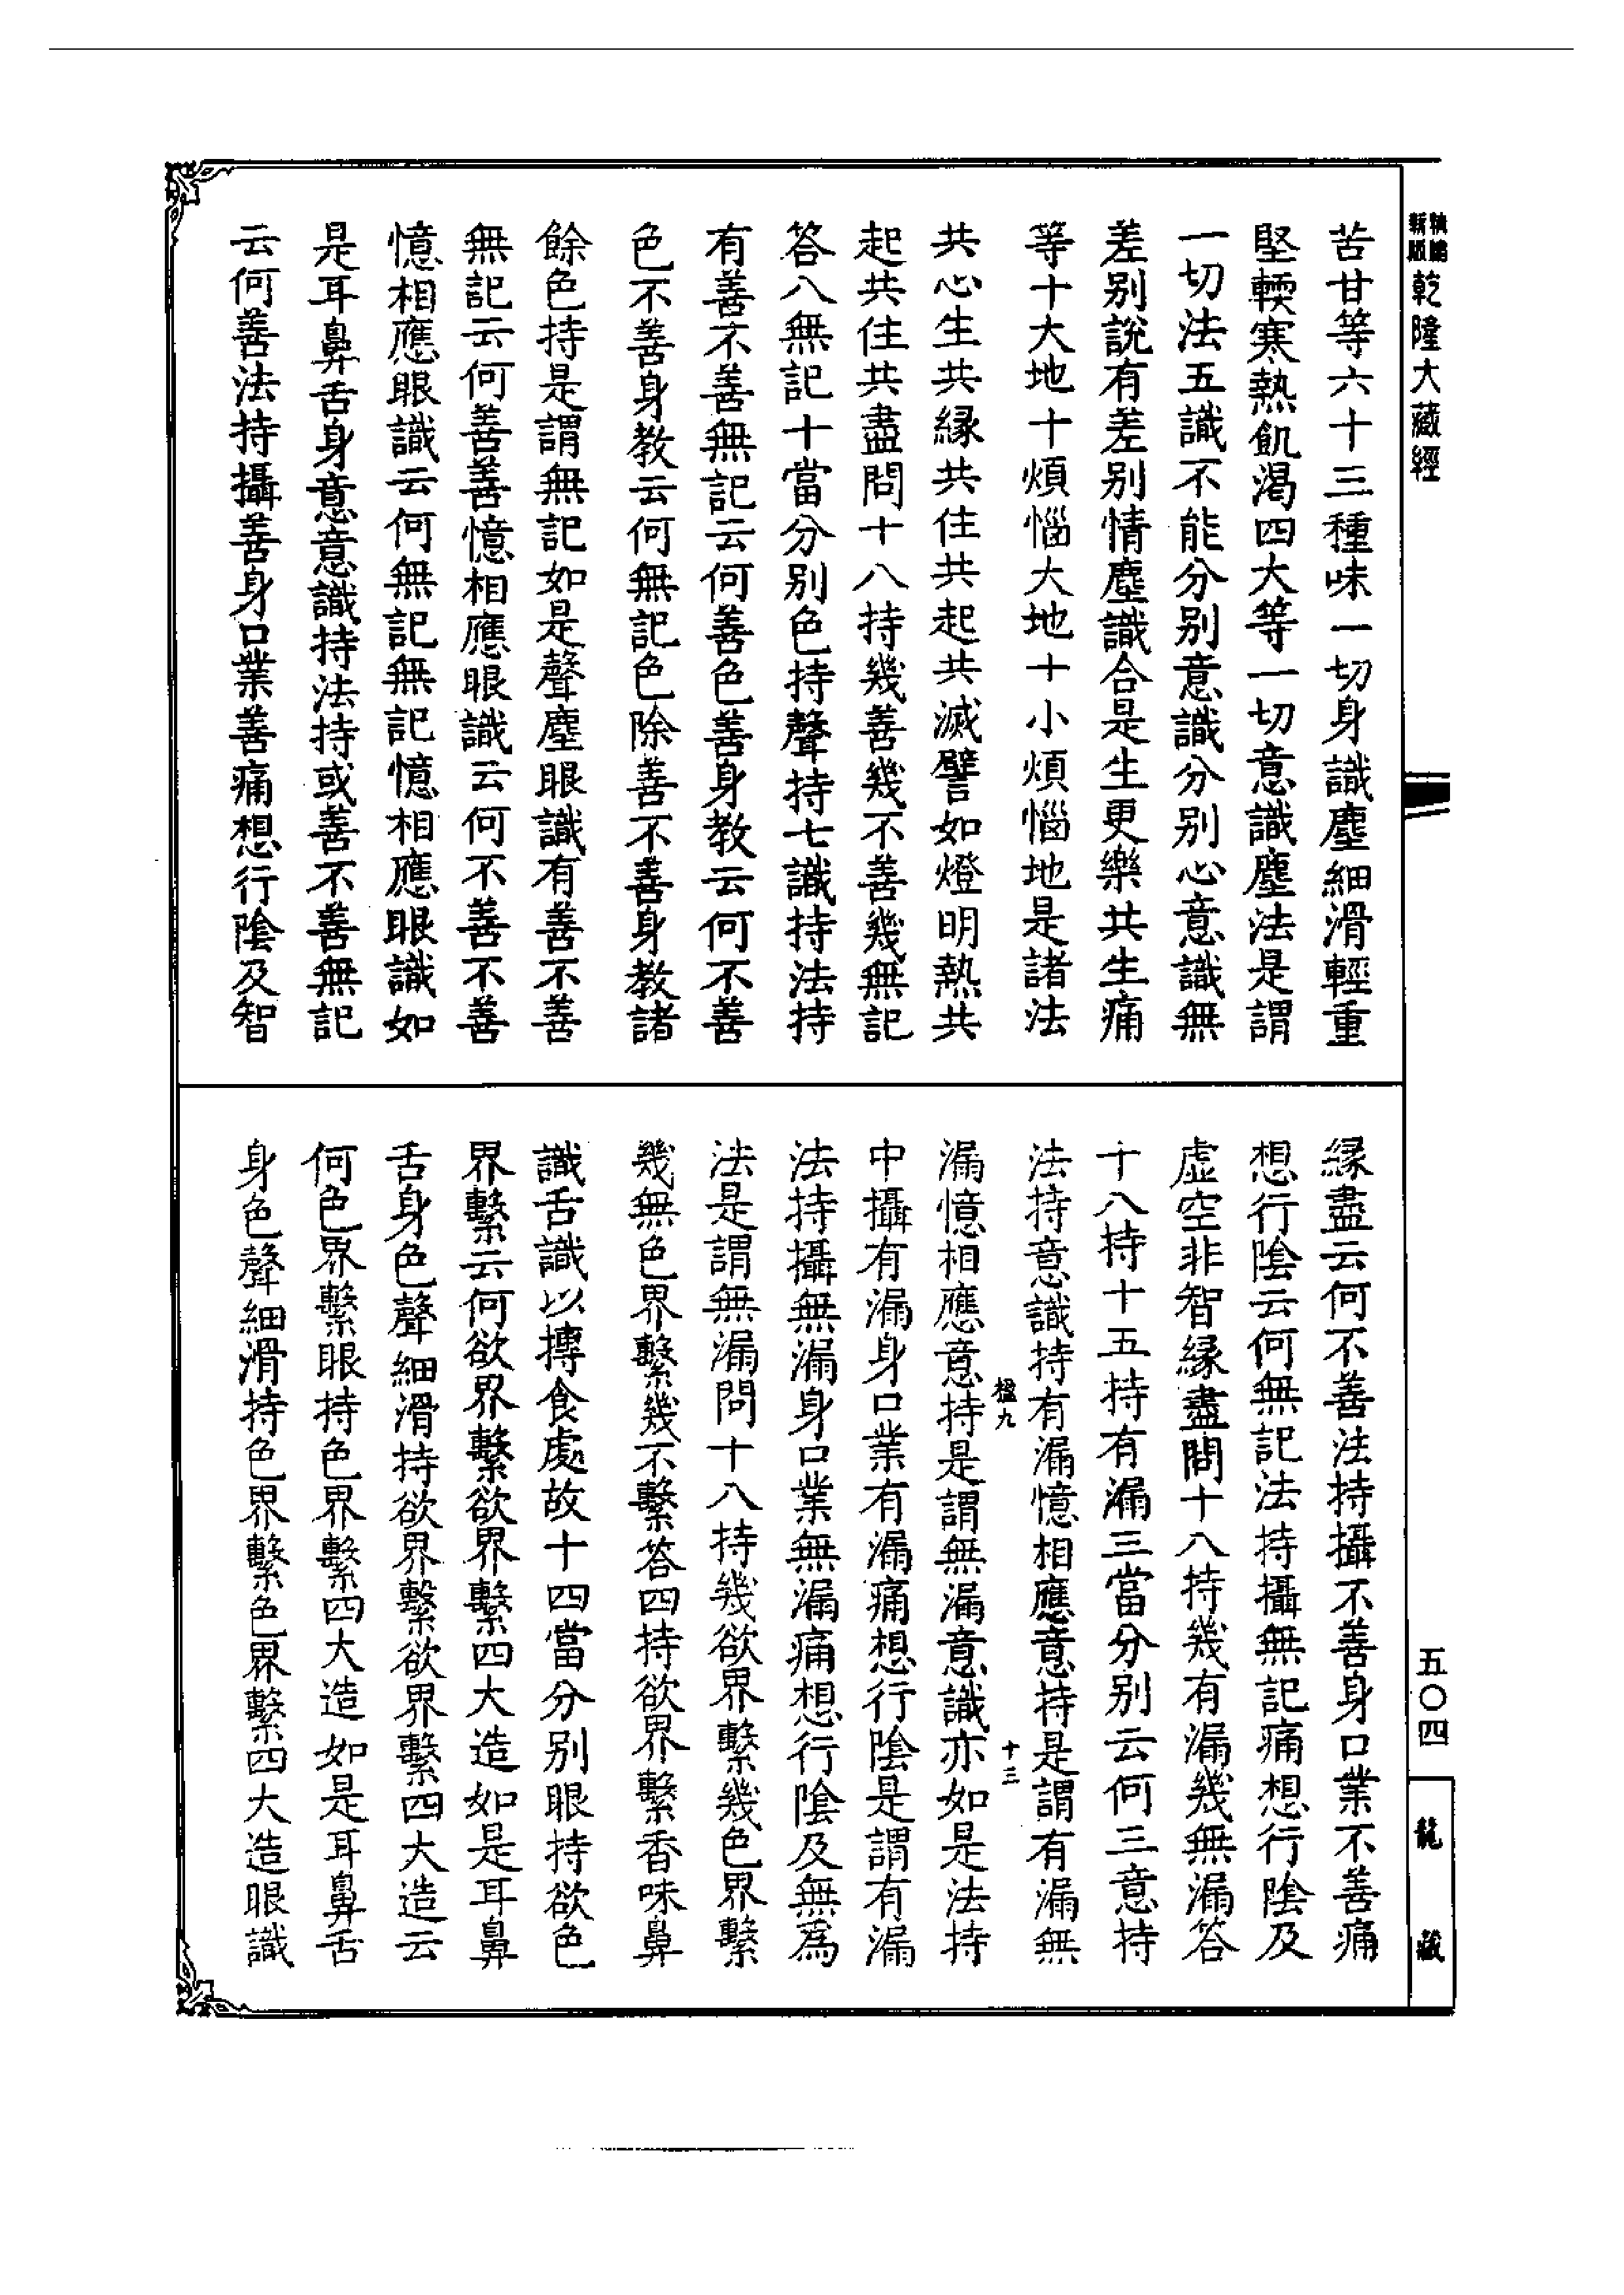 新版
乾隆大藏經
苦甘等六十三種味一切身識塵細滑輕重
堅輭寒熱飢渴四大等一切意識塵法是謂
一切法五識不能分別意識分別心意識無
差別說有差別情塵識合是生更樂共生痛
等十大地十煩惱大地十小煩惱地是諸法
共心生共緣共住共起共滅譬如燈明熱共
起共住共盡問十八持幾善幾不善幾無記
答八無記十當分別色持聲持七識持法持
有善不善無記云何善色善身教云何不善
色不善身教云何無記色除善不善身教諸
餘色持是謂無記如是聲塵眼識有善不善
無記云何善善憶相應眼識云何不善不善
憶相應眼識云何無記無記憶相應眼識如
是耳鼻舌身意意識持法持或善不善無記
云何善法持攝善身口業善痛想行陰及智
緣盡云何不善法持攝不善身口業不善痛
想行陰云何無記法持攝無記痛想行陰及
虛空非智緣盡問十八持幾有漏幾無漏答
十八持十五持有漏三當分別云何三意持
法持意識持有漏憶相應意持是謂有漏無
楹九
十三
漏憶相應意持是謂無漏意識亦如是法持
中攝有漏身口業有漏痛想行陰是謂有漏
法持攝無漏身口業無漏痛想行陰及無為
法是謂無漏問十八持幾欲界繫幾色界繫
幾無色界繫幾不繫答四持欲界繫香味鼻
識舌識以摶食處故十四當分別眼持欲色
界繫云何欲界繫欲界繫四大造如是耳鼻
舌身色聲細滑持欲界繫欲界繫四大造云
何色界繫眼持色界繫四大造如是耳鼻舌
身色聲細滑持色界繫色界繫四大造眼識
五〇四
龍藏